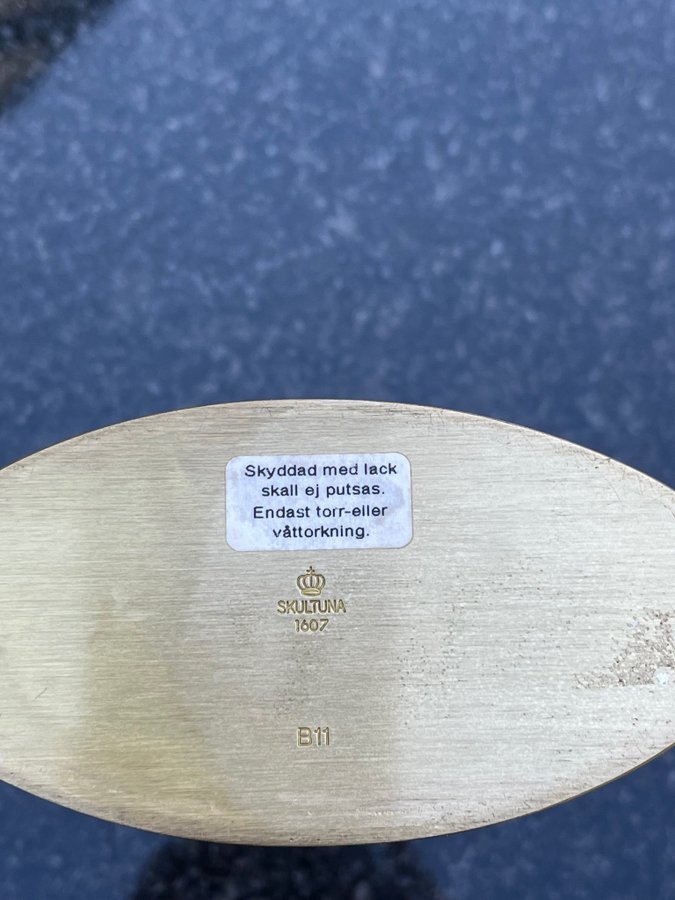 Skyddad med lack
skall ej putsas.
Endast torr-eller
våttorkning.
SKULTUNA
1607
B11